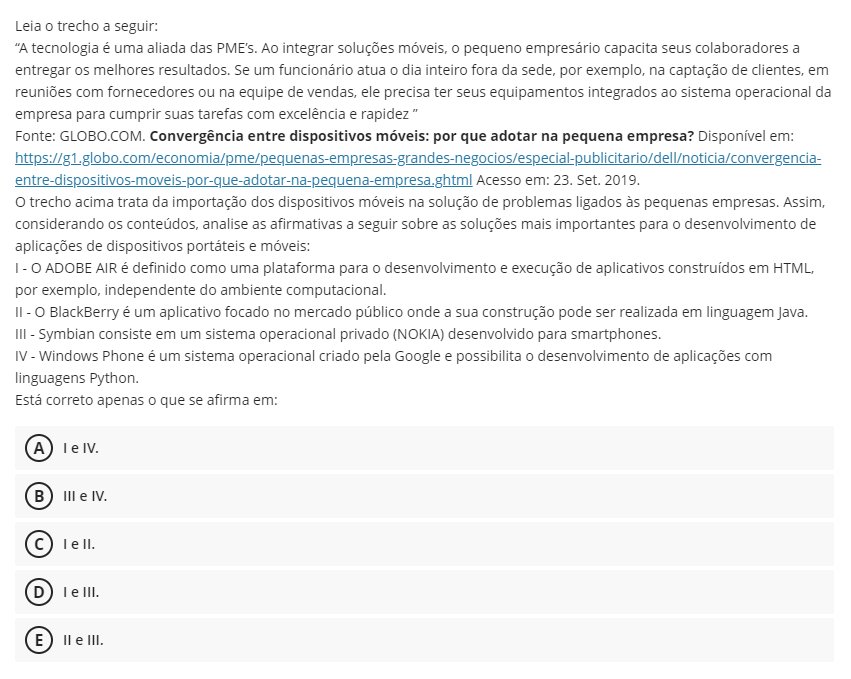 Leia o trecho a seguir:
“A tecnologia é uma aliada das PME’s. Ao integrar soluções móveis, o pequeno empresário capacita seus colaboradores a
entregar os melhores resultados. Se um funcionário atua o dia inteiro fora da sede, por exemplo, na captação de clientes, em
reuniões com fornecedores ou na equipe de vendas, ele precisa ter seus equipamentos integrados ao sistema operacional da
empresa para cumprir suas tarefas com excelência e rapidez ”
Fonte: GLOBO.COM. Convergência entre dispositivos móveis: por que adotar na pequena empresa? Disponível em:
https://g1.globo.com/economia/pme/pequenas-empresas-grandes-negocios/especial-publicitario/dell/noticia/convergencia-
entre-dispositivos-moveis-por-que-adotar-na-pequena-empresa.ghtml Acesso em: 23. Set. 2019.
O trecho acima trata da importação dos dispositivos móveis na solução de problemas ligados às pequenas empresas. Assim,
considerando os conteúdos, analise as afirmativas a seguir sobre as soluções mais importantes para o desenvolvimento de
aplicações de dispositivos portáteis e móveis:
I - O ADOBE AIR é definido como uma plataforma para o desenvolvimento e execução de aplicativos construídos em HTML,
por exemplo, independente do ambiente computacional.
II - O BlackBerry é um aplicativo focado no mercado público onde a sua construção pode ser realizada em linguagem Java.
III - Symbian consiste em um sistema operacional privado (NOKIA) desenvolvido para smartphones.
IV - Windows Phone é um sistema operacional criado pela Google e possibilita o desenvolvimento de aplicações com
linguagens Python.
Está correto apenas o que se afirma em:
A I e IV.
B III e IV.
C I e II.
D I e III.
E II e III.